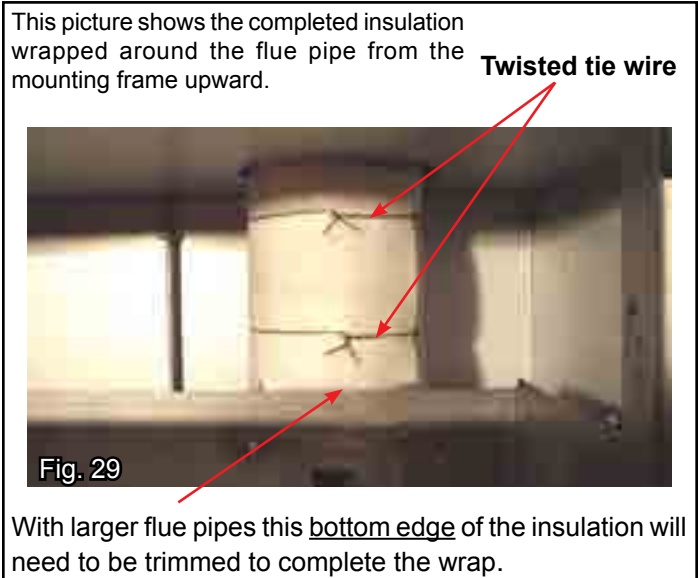 This picture shows the completed insulation
wrapped around the flue pipe from the
mounting frame upward.
Twisted tie wire
Fig. 29
With larger flue pipes this bottom edge of the insulation will
need to be trimmed to complete the wrap.